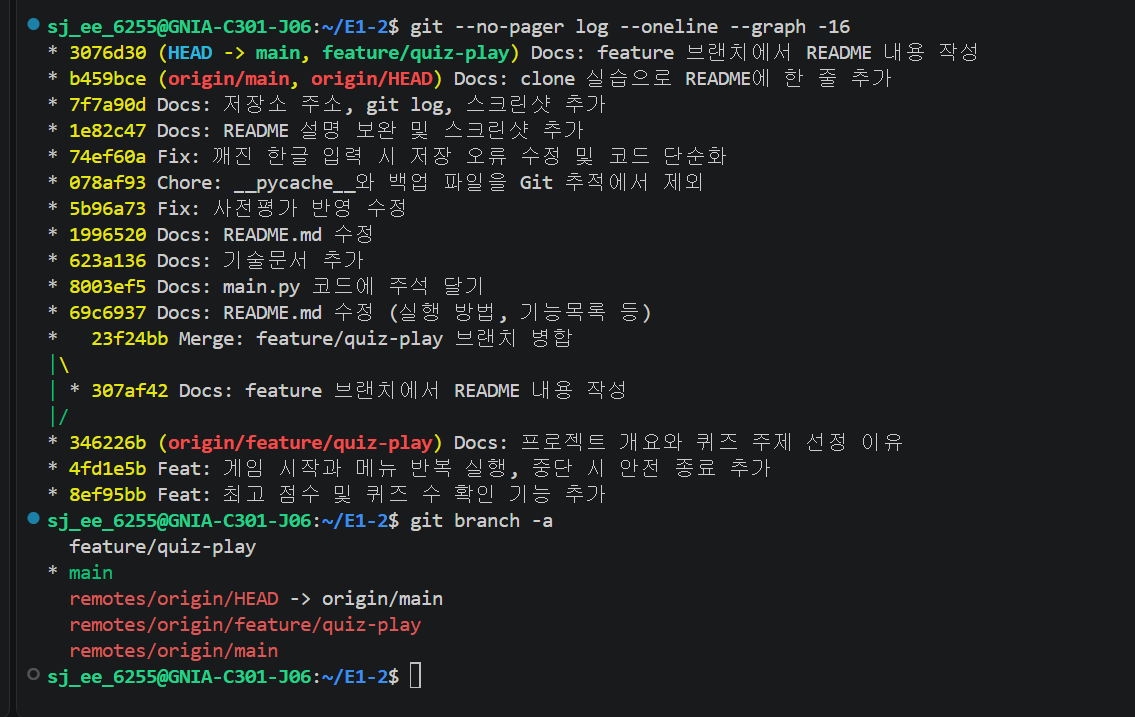 sj_ee_6255@GNIA-C301-J06:~/E1-2$ git --no-pager log --oneline --graph -16
* 3076d30 (HEAD -> main, feature/quiz-play) Docs: feature 브랜치에서 README 내용 작성
* b459bce (origin/main, origin/HEAD) Docs: clone 실습으로 README에 한 줄 추가
* 7f7a90d Docs: 저장소 주소, git log, 스크린샷 추가
* 1e82c47 Docs: README 설명 보완 및 스크린샷 추가
* 74ef60a Fix: 깨진 한글 입력 시 저장 오류 수정 및 코드 단순화
* 078af93 Chore: __pycache__와 백업 파일을 Git 추적에서 제외
* 5b96a73 Fix: 사전평가 반영 수정
* 1996520 Docs: README.md 수정
* 623a136 Docs: 기술문서 추가
* 8003ef5 Docs: main.py 코드에 주석 달기
* 69c6937 Docs: README.md 수정 (실행 방법, 기능목록 등)
*   23f24bb Merge: feature/quiz-play 브랜치 병합
|\
| * 307af42 Docs: feature 브랜치에서 README 내용 작성
|/
* 346226b (origin/feature/quiz-play) Docs: 프로젝트 개요와 퀴즈 주제 선정 이유
* 4fd1e5b Feat: 게임 시작과 메뉴 반복 실행, 중단 시 안전 종료 추가
* 8ef95bb Feat: 최고 점수 및 퀴즈 수 확인 기능 추가
sj_ee_6255@GNIA-C301-J06:~/E1-2$ git branch -a
  feature/quiz-play
* main
  remotes/origin/HEAD -> origin/main
  remotes/origin/feature/quiz-play
  remotes/origin/main
sj_ee_6255@GNIA-C301-J06:~/E1-2$